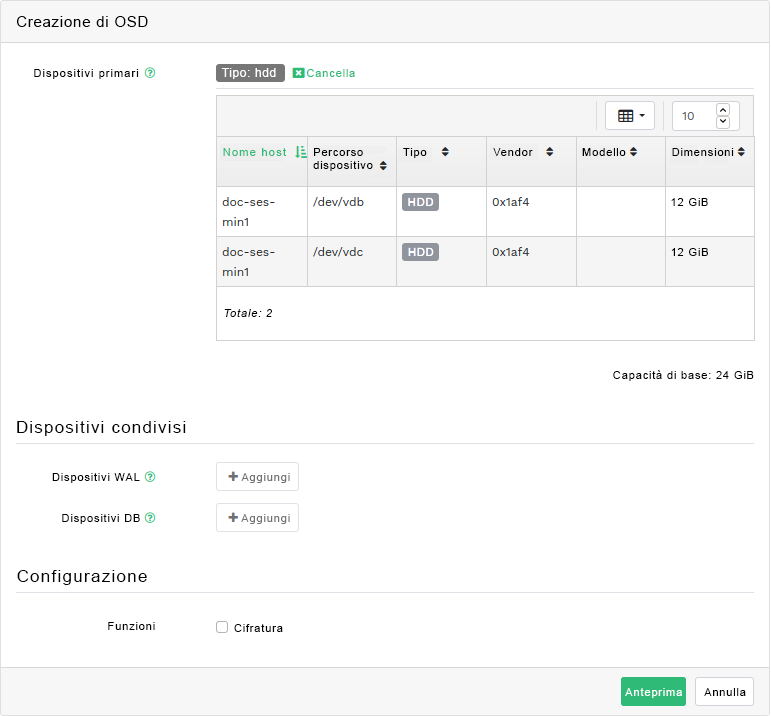 Creazione di OSD
Dispositivi primari
Tipo: hdd Cancella
10
Nome host Percorso dispositivo Tipo Vendor Modello Dimensioni
doc-ses-min1 /dev/vdb HDD 0x1af4 12 GiB
doc-ses-min1 /dev/vdc HDD 0x1af4 12 GiB
Totale: 2
Capacità di base: 24 GiB
Dispositivi condivisi
Dispositivi WAL Aggiungi
Dispositivi DB Aggiungi
Configurazione
Funzioni Cifratura
Anteprima Annulla